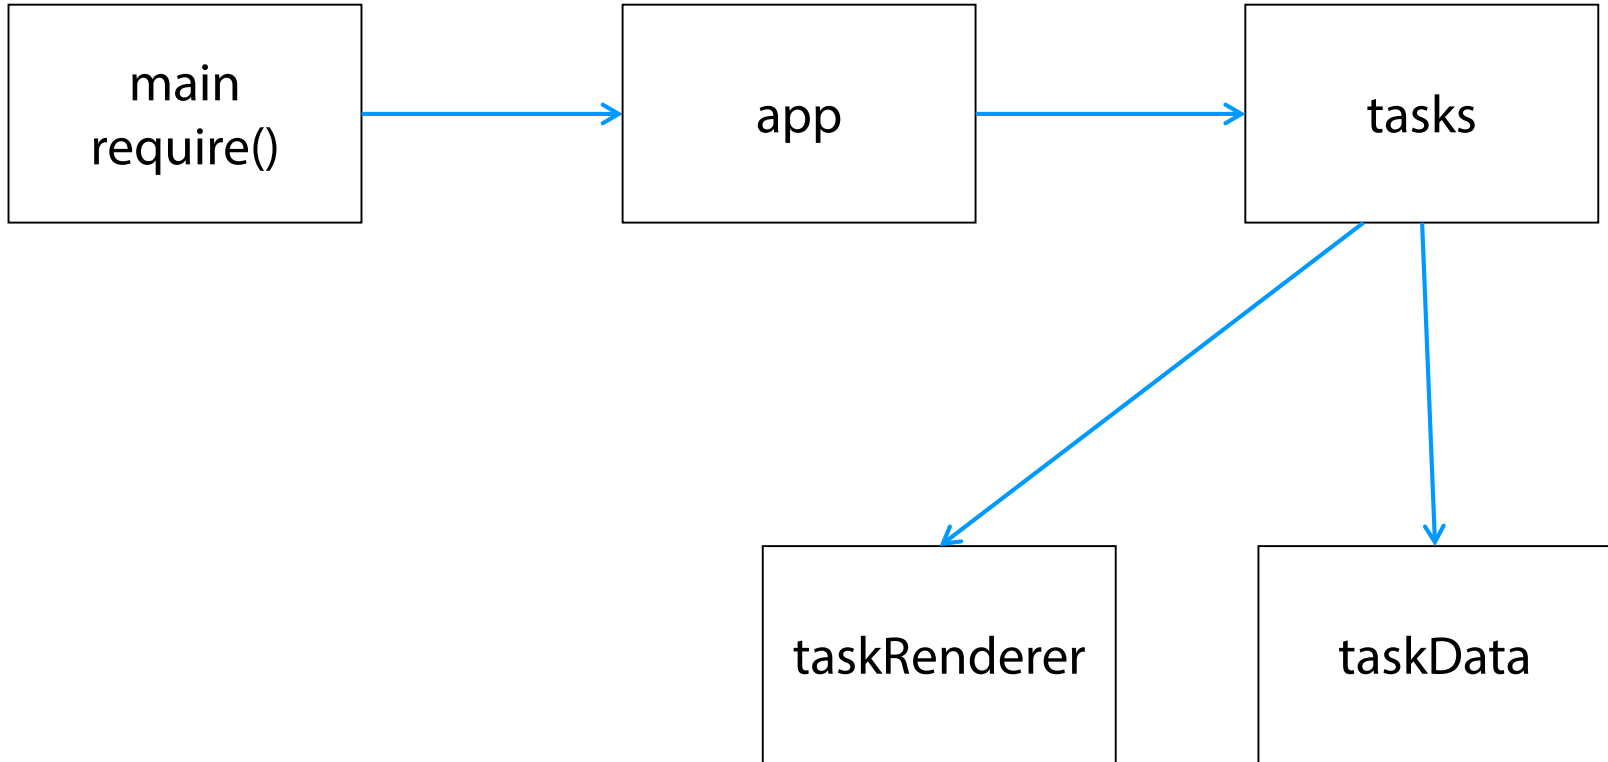 main
require()
app
tasks
taskRenderer
taskData